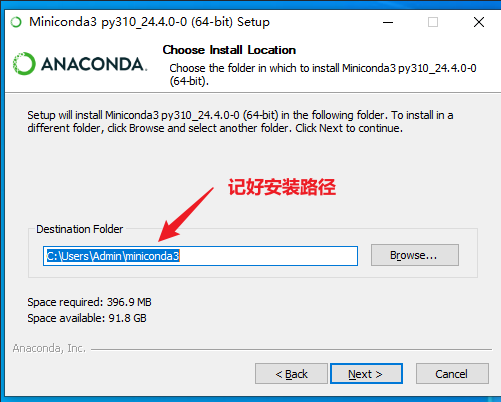 Miniconda3 py310_24.4.0-0 (64-bit) Setup
Choose Install Location
Choose the folder in which to install Miniconda3 py310_24.4.0-0
(64-bit).
ANACONDA.
Setup will install Miniconda3 py310_24.4.0-0 (64-bit) in the following folder. To install in a
different folder, click Browse and select another folder. Click Next to continue.
记好安装路径
Destination Folder
C:\Users\Admin\miniconda3
Browse...
Space required: 396.9 MB
Space available: 91.8 GB
Anaconda, Inc.
< Back
Next >
Cancel